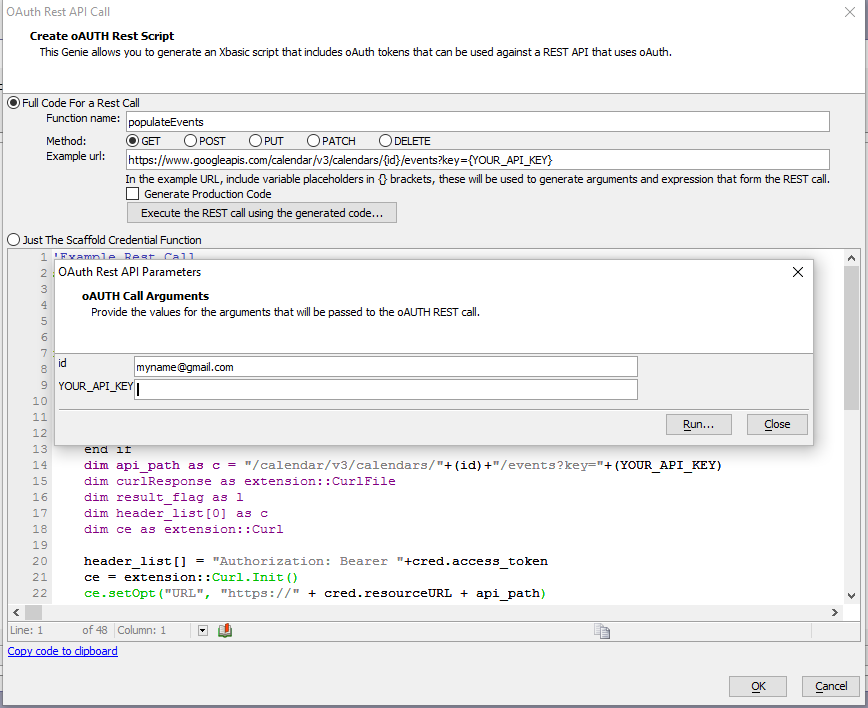 OAuth Rest API Call
Create oAUTH Rest Script
This Genie allows you to generate an Xbasic script that includes oAuth tokens that can be used against a REST API that uses oAuth.
Full Code For a Rest Call
Function name: populateEvents
Method: GET POST PUT PATCH DELETE
Example url: https://www.googleapis.com/calendar/v3/calendars/{id}/events?key={YOUR_API_KEY}
In the example URL, include variable placeholders in {} brackets, these will be used to generate arguments and expression that form the REST call.
Generate Production Code
Execute the REST call using the generated code...
Just The Scaffold Credential Function
1 'Example Rest Call
2
OAuth Rest API Parameters
3
oAUTH Call Arguments
4
Provide the values for the arguments that will be passed to the oAUTH REST call.
5
6
7
8 id myname@gmail.com
9 YOUR_API_KEY
10
11 Run... Close
12
13 end if
14 dim api_path as c = "/calendar/v3/calendars/"+(id)+"/events?key="+(YOUR_API_KEY)
15 dim curlResponse as extension::CurlFile
16 dim result_flag as l
17 dim header_list[0] as c
18 dim ce as extension::Curl
19
20 header_list[] = "Authorization: Bearer "+cred.access_token
21 ce = extension::Curl.Init()
22 ce.setOpt("URL", "https://" + cred.resourceURL + api_path)
Line: 1 of 48 Column: 1
Copy code to clipboard
OK Cancel